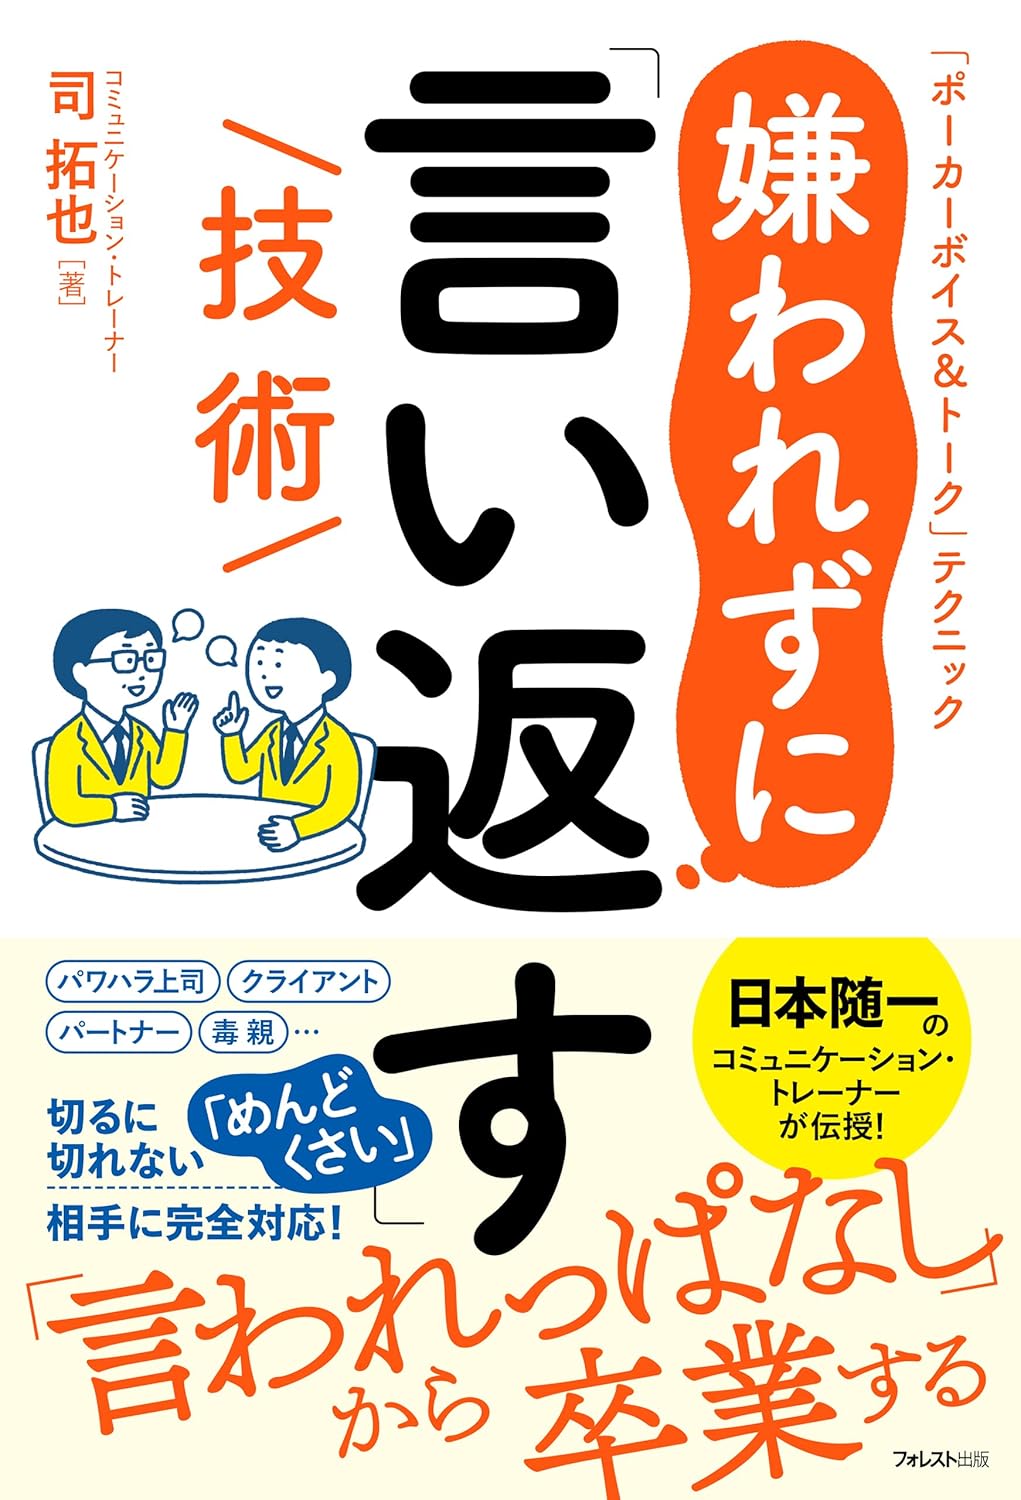 「ポーカーボイス&トーク」テクニック
嫌われずに
「言い返す」
技術
コミュニケーション・トレーナー
司 拓也[著]
日本随一の
コミュニケーション・
トレーナー
が伝授!
パワハラ上司
クライアント
パートナー
毒親
…
切るに
切れない
「めんど
くさい」
相手に完全対応!
「言われっぱなし」
から卒業する
フォレスト出版